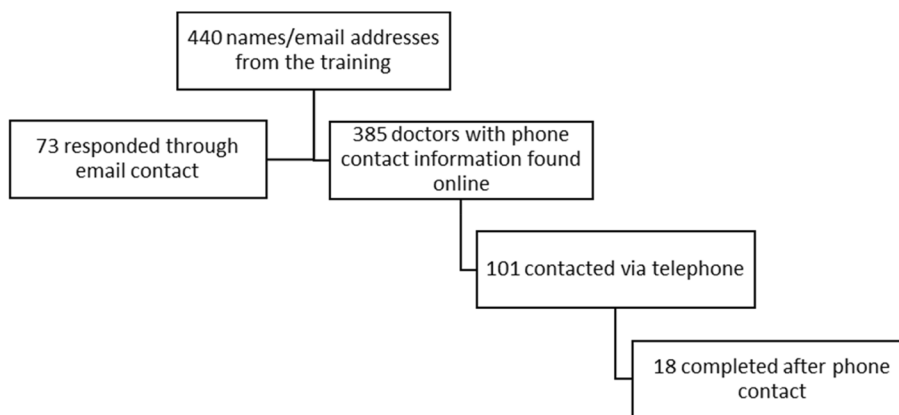 440 names/email addresses
from the training
73 responded through
email contact
385 doctors with phone
contact information found
online
101 contacted via telephone
18 completed after phone
contact